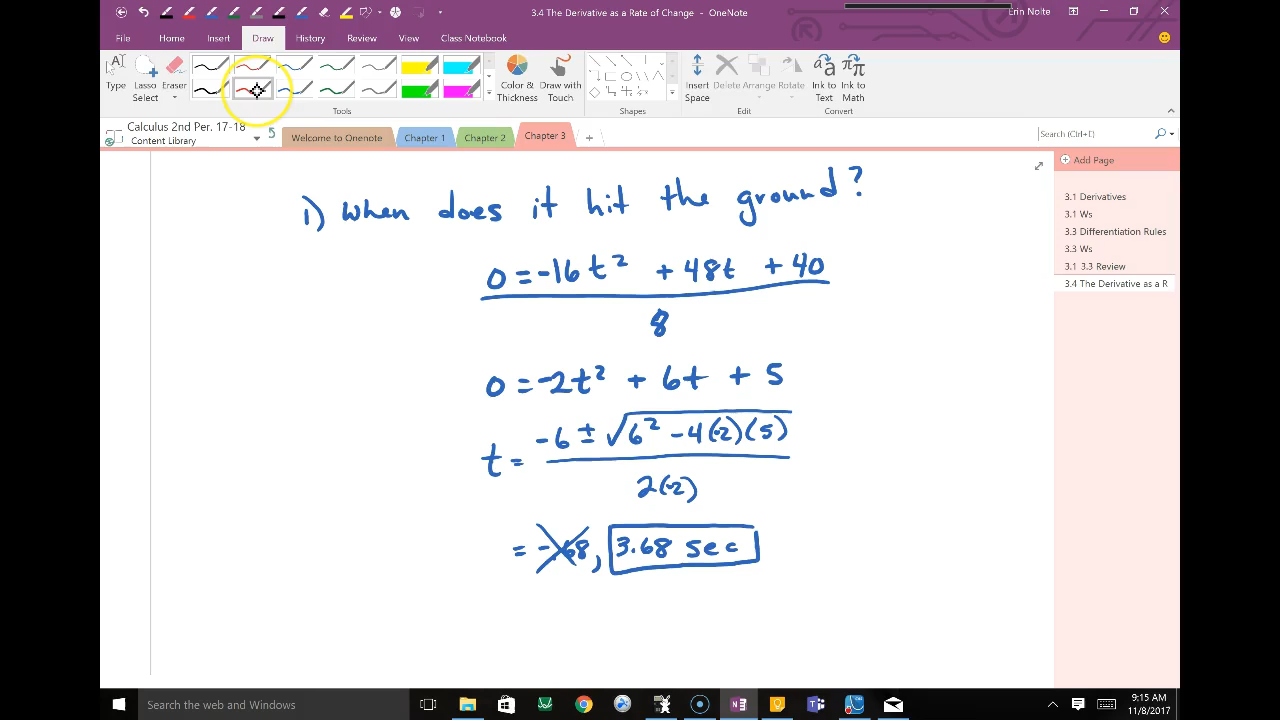 3.4 The Derivative as a Rate of Change - OneNote
Erin Nolte
File Home Insert Draw History Review View Class Notebook
Type Lasso Select Eraser Color & Thickness Draw with Touch Insert Space Delete Arrange Rotate Ink to Text Ink to Math
Tools Shapes Edit Convert
Calculus 2nd Per. 17-18
Content Library
Welcome to Onenote Chapter 1 Chapter 2 Chapter 3
Search (Ctrl+E)
Add Page
3.1 Derivatives
3.1 Ws
3.3 Differentiation Rules
3.3 Ws
3.1 3.3 Review
3.4 The Derivative as a R
i) When does it hit the ground?
0 = -16t² + 48t + 40
8
0 = -2t² + 6t + 5
t = -6 ± √6² - 4(-2)(5)
2(-2)
= -.68, 3.68 sec
Search the web and Windows
9:15 AM
11/8/2017